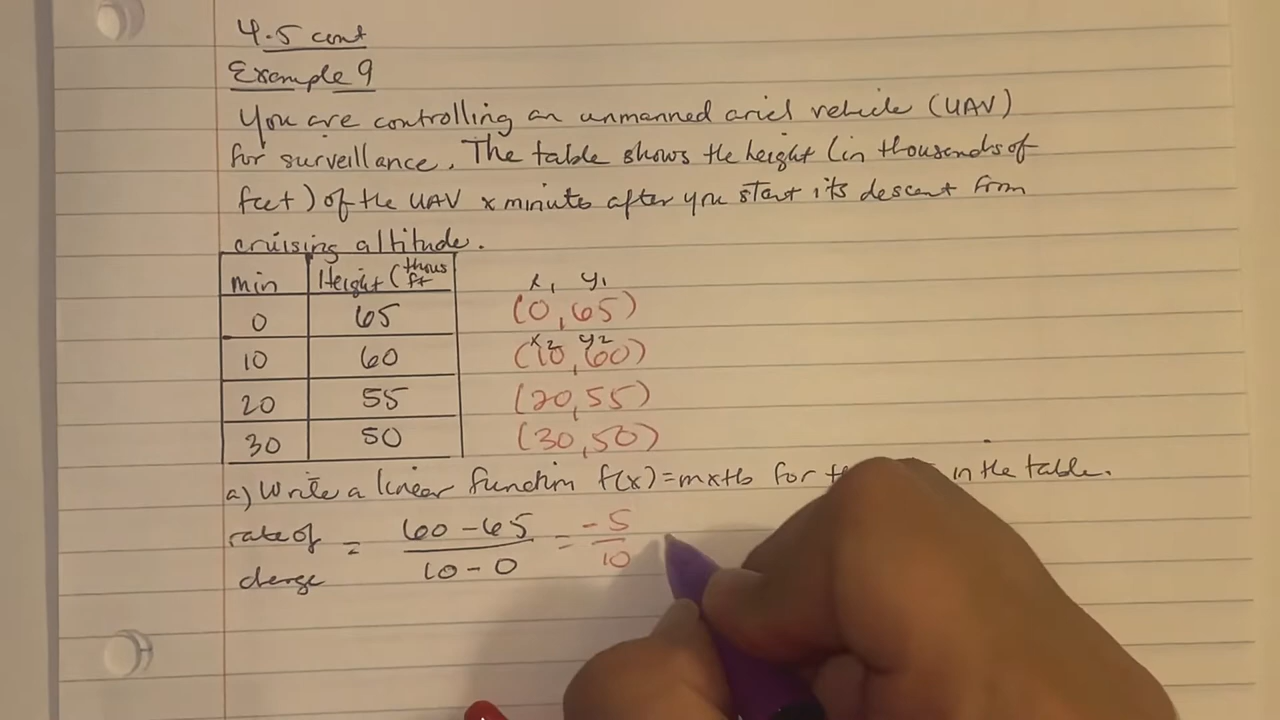 4.5 cont
Example 9
You are controlling an unmanned ariel vehicle (UAV)
for surveillance. The table shows the height (in thousands of
feet) of the UAV x minute after you start its descent from
cruising altitude.
min Height (thous ft
0 65
10 60
20 55
30 50
x₁ y₁
(0,65)
x₂ y₂
(10,60)
(20,55)
(30,50)
a) Write a linear function f(x)=mx+b for in the table.
rate of change = 60-65 / 10-0 = -5 / 10